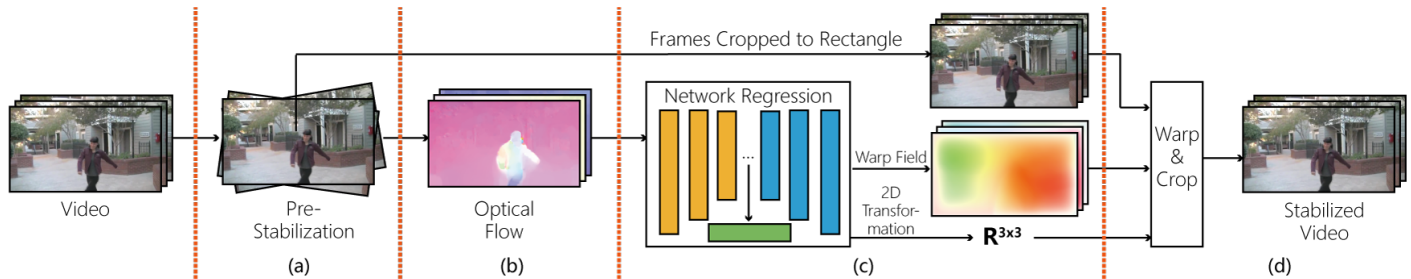 Video
Pre-
Stabilization
(a)
Optical
Flow
(b)
Frames Cropped to Rectangle
Network Regression
...
Warp Field
2D
Transfor-
mation
R3x3
(c)
Warp
&
Crop
Stabilized
Video
(d)